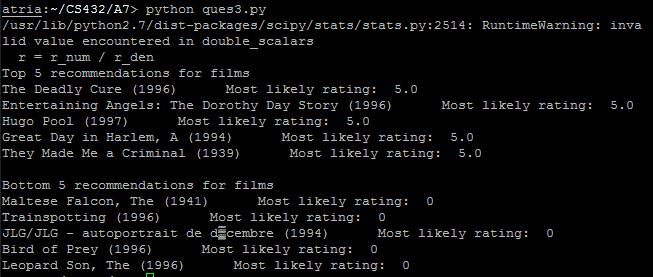 atria:~/CS432/A7> python ques3.py
/usr/lib/python2.7/dist-packages/scipy/stats/stats.py:2514: RuntimeWarning: inva
lid value encountered in double_scalars
  r = r_num / r_den
Top 5 recommendations for films
The Deadly Cure (1996)     Most likely rating:  5.0
Entertaining Angels: The Dorothy Day Story (1996)     Most likely rating:  5.0
Hugo Pool (1997)     Most likely rating:  5.0
Great Day in Harlem, A (1994)     Most likely rating:  5.0
They Made Me a Criminal (1939)     Most likely rating:  5.0

Bottom 5 recommendations for films
Maltese Falcon, The (1941)     Most likely rating:  0
Trainspotting (1996)     Most likely rating:  0
JLG/JLG - autoportrait de d▒cembre (1994)     Most likely rating:  0
Bird of Prey (1996)     Most likely rating:  0
Leopard Son, The (1996)     Most likely rating:  0